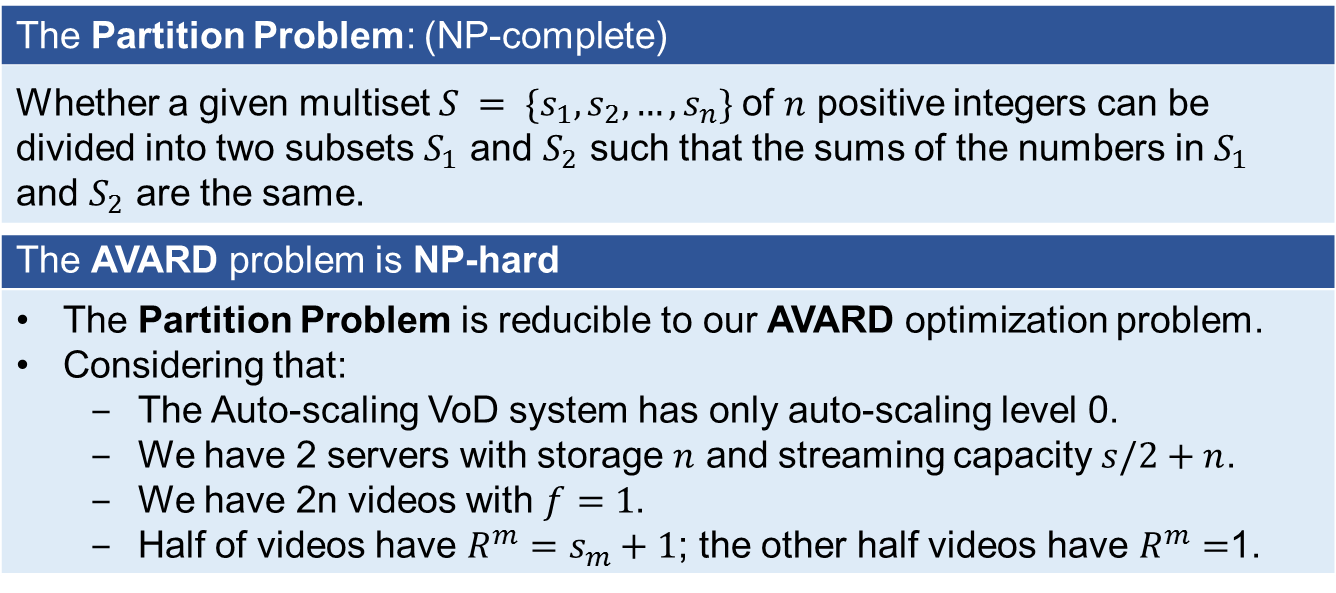 The Partition Problem: (NP-complete)
Whether a given multiset S = {s₁, s₂, …, sₙ} of n positive integers can be
divided into two subsets S₁ and S₂ such that the sums of the numbers in S₁
and S₂ are the same.
The AVARD problem is NP-hard
• The Partition Problem is reducible to our AVARD optimization problem.
• Considering that:
– The Auto-scaling VoD system has only auto-scaling level 0.
– We have 2 servers with storage n and streaming capacity s/2 + n.
– We have 2n videos with f = 1.
– Half of videos have Rᵐ = sₘ + 1; the other half videos have Rᵐ =1.